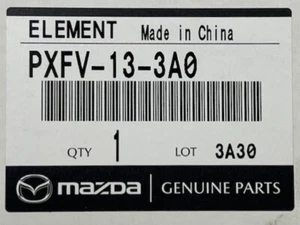 ELEMENT Made in China
PXFV-13-3A0
QTY 1 LOT 3A30
mazda GENUINE PARTS